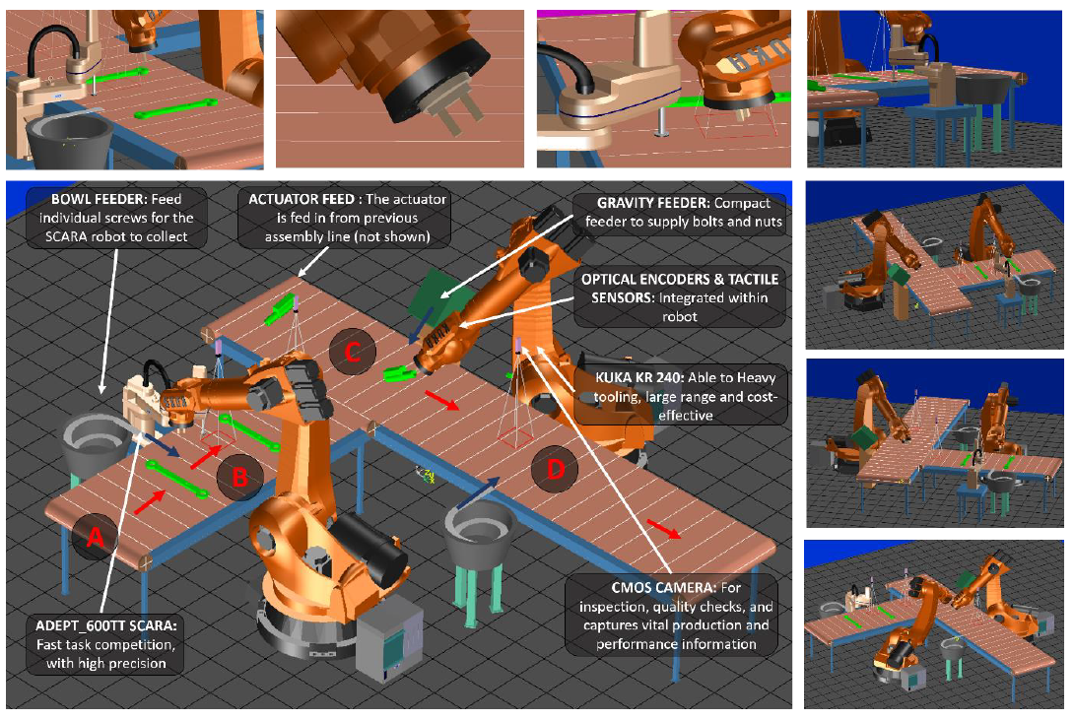 KUKA
BOWL FEEDER: Feed
individual screws for the
SCARA robot to collect
ACTUATOR FEED : The actuator
is fed in from previous
assembly line (not shown)
GRAVITY FEEDER: Compact
feeder to supply bolts and nuts
OPTICAL ENCODERS & TACTILE
SENSORS: Integrated within
robot
KUKA
KUKA
C
KUKA KR 240: Able to Heavy
tooling, large range and cost-
effective
B
D
A
CMOS CAMERA: For
inspection, quality checks, and
captures vital production and
performance information
ADEPT_600TT SCARA:
Fast task competition,
with high precision